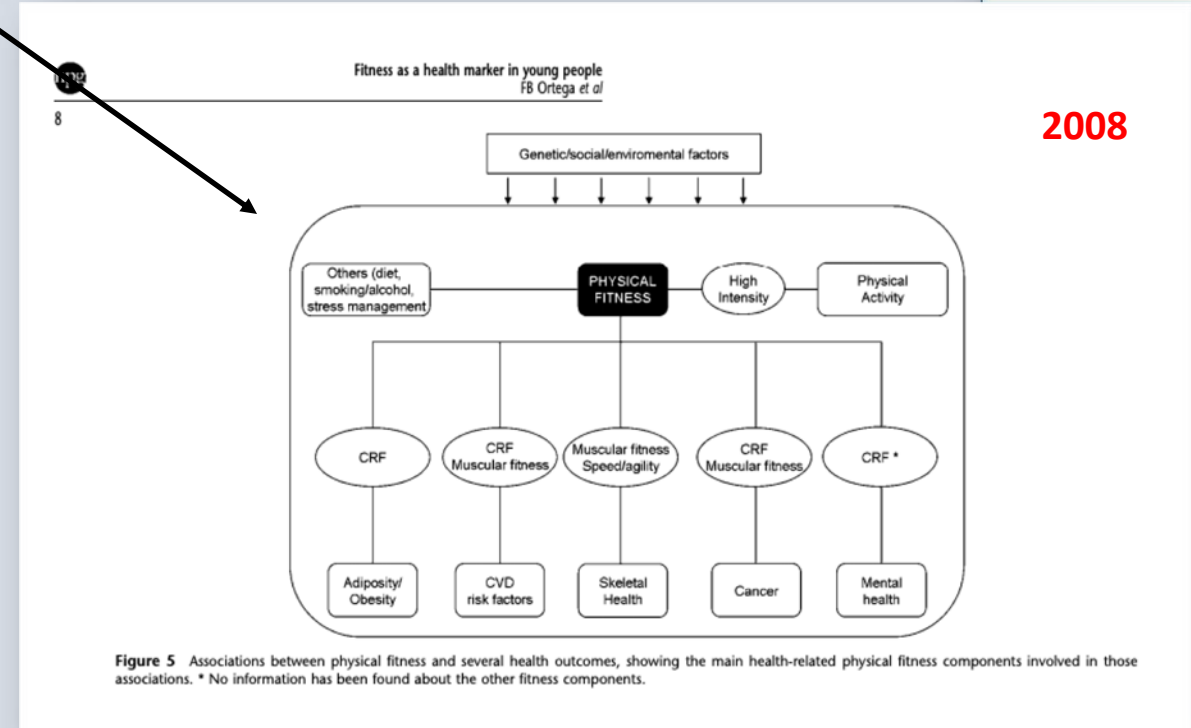 npg
Fitness as a health marker in young people
FB Ortega et al
8
2008
Genetic/social/enviromental factors
Others (diet,
smoking/alcohol,
stress management)
PHYSICAL
FITNESS
High
Intensity
Physical
Activity
CRF
CRF
Muscular fitness
Muscular fitness
Speed/agility
CRF
Muscular fitness
CRF *
Adiposity/
Obesity
CVD
risk factors
Skeletal
Health
Cancer
Mental
health
Figure 5 Associations between physical fitness and several health outcomes, showing the main health-related physical fitness components involved in those
associations. * No information has been found about the other fitness components.